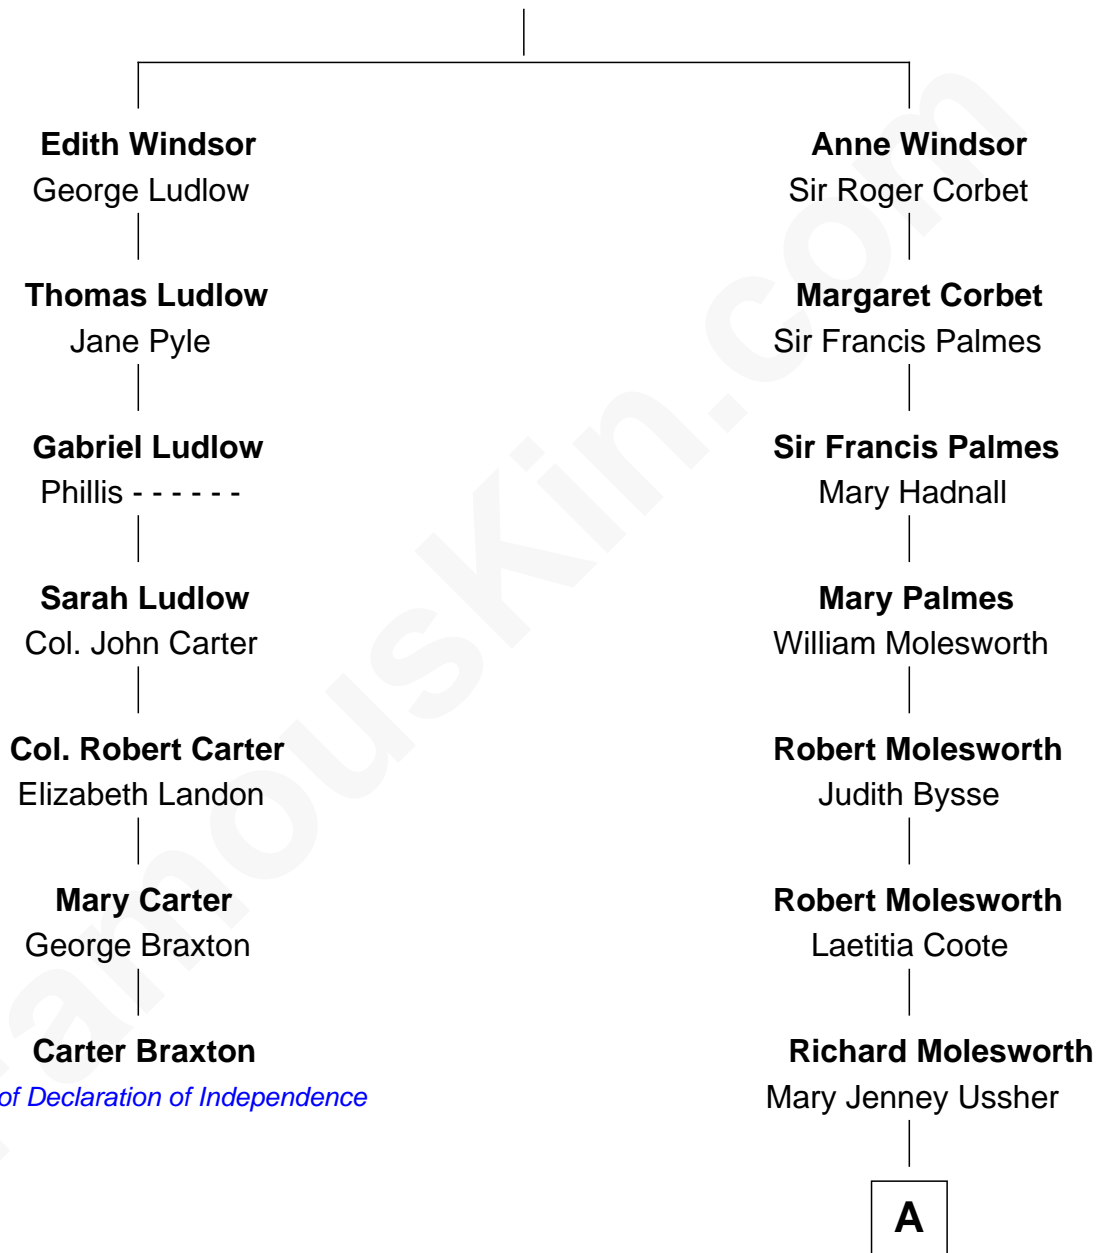 Edith Windsor
George Ludlow
Thomas Ludlow
Jane Pyle
Gabriel Ludlow
Phillis - - - - - -
Sarah Ludlow
Col. John Carter
Col. Robert Carter
Elizabeth Landon
Mary Carter
George Braxton
Carter Braxton
of Declaration of Independence
Anne Windsor
Sir Roger Corbet
Margaret Corbet
Sir Francis Palmes
Sir Francis Palmes
Mary Hadnall
Mary Palmes
William Molesworth
Robert Molesworth
Judith Bysse
Robert Molesworth
Laetitia Coote
Richard Molesworth
Mary Jenney Ussher
A
FamousKin.com